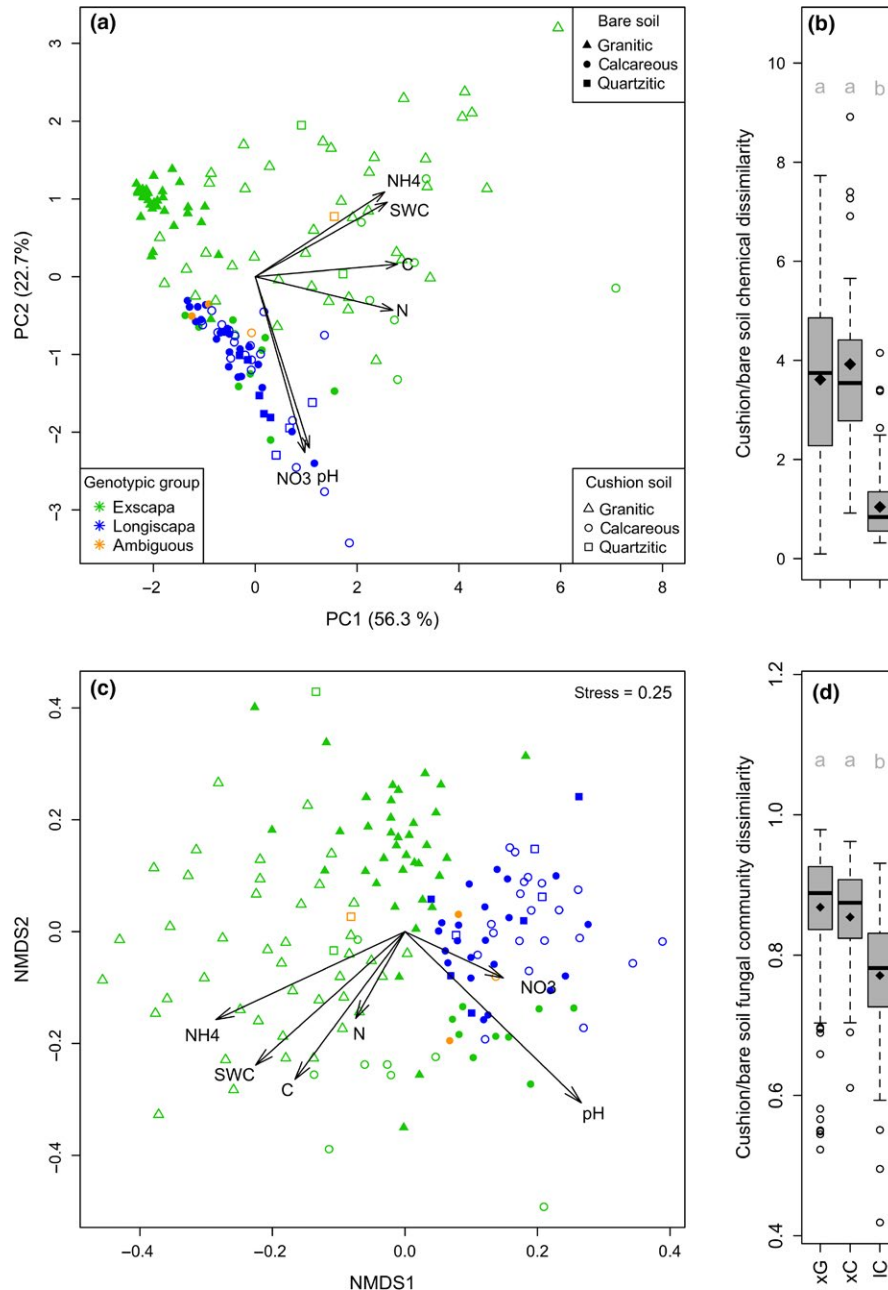 (a)
Bare soil
Granitic
Calcareous
Quartzitic
NH4
SWC
C
N
NO3 pH
Genotypic group
Exscapa
Longiscapa
Ambiguous
Cushion soil
Granitic
Calcareous
Quartzitic
3
2
1
0
−1
−2
−3
PC2 (22.7%)
−2 0 2 4 6 8
PC1 (56.3 %)
(b)
a a b
10
8
6
4
2
0
Cushion/bare soil chemical dissimilarity
(c)
Stress = 0.25
0.4
0.2
0.0
−0.2
−0.4
NMDS2
NH4
SWC
C
N
NO3
pH
−0.4 −0.2 0.0 0.2 0.4
NMDS1
(d)
a a b
1.2
1.0
0.8
0.6
0.4
Cushion/bare soil fungal community dissimilarity
xG xC lC